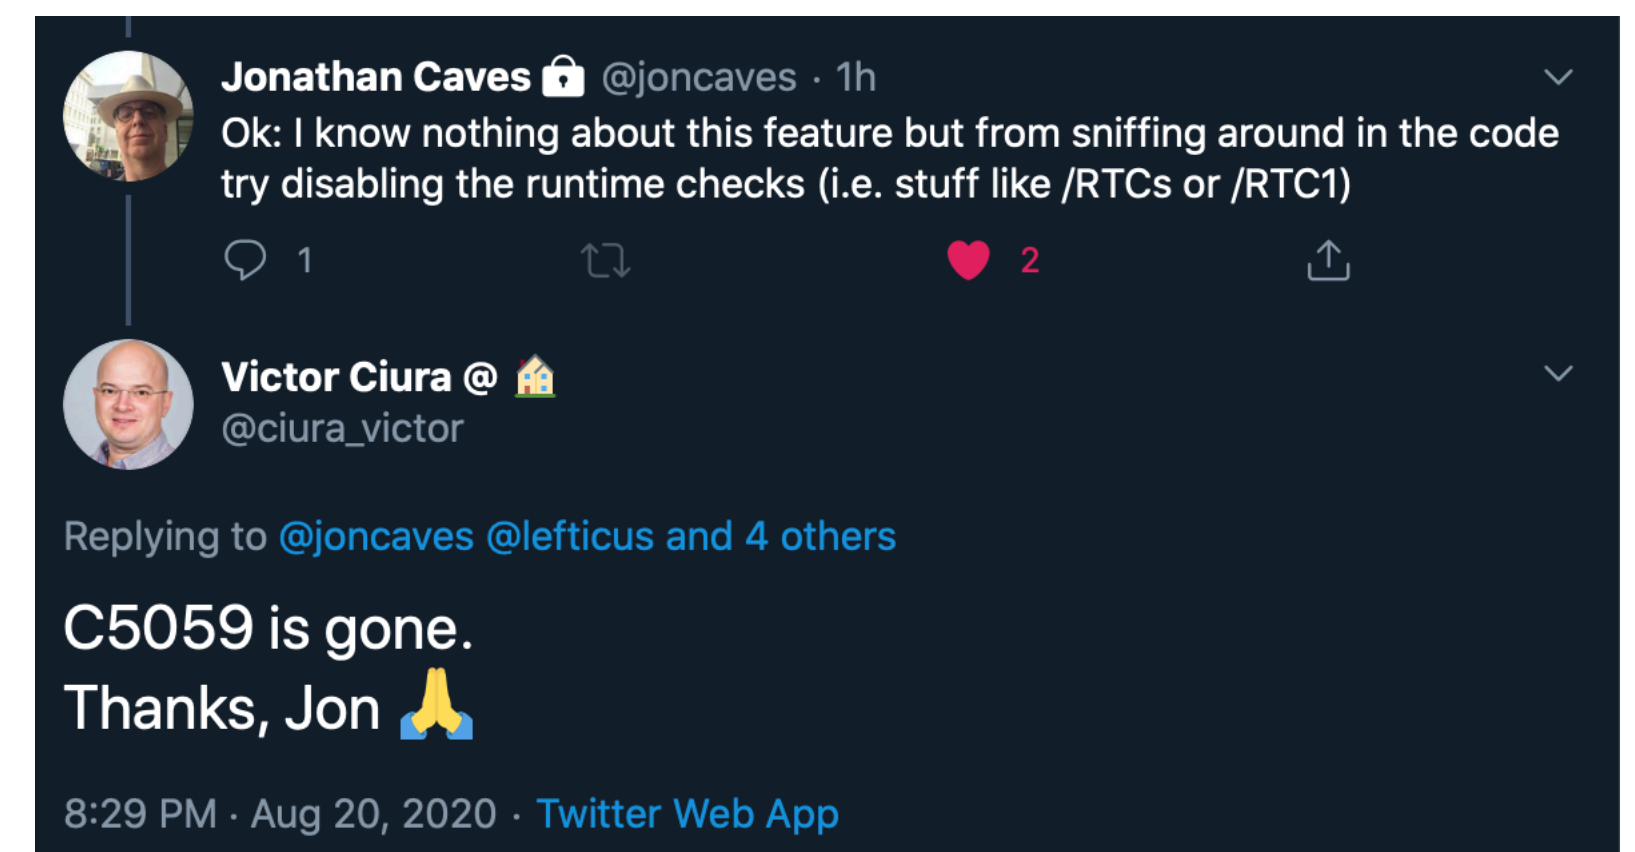 Jonathan Caves @joncaves · 1h
Ok: I know nothing about this feature but from sniffing around in the code
try disabling the runtime checks (i.e. stuff like /RTCs or /RTC1)
1 2
Victor Ciura @
@ciura_victor
Replying to @joncaves @lefticus and 4 others
C5059 is gone.
Thanks, Jon
8:29 PM · Aug 20, 2020 · Twitter Web App